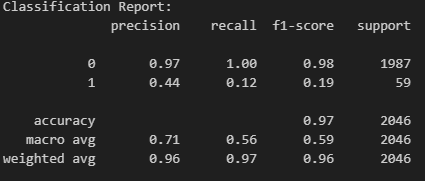 Classification Report:
precision recall f1-score support
0 0.97 1.00 0.98 1987
1 0.44 0.12 0.19 59
accuracy 0.97 2046
macro avg 0.71 0.56 0.59 2046
weighted avg 0.96 0.97 0.96 2046